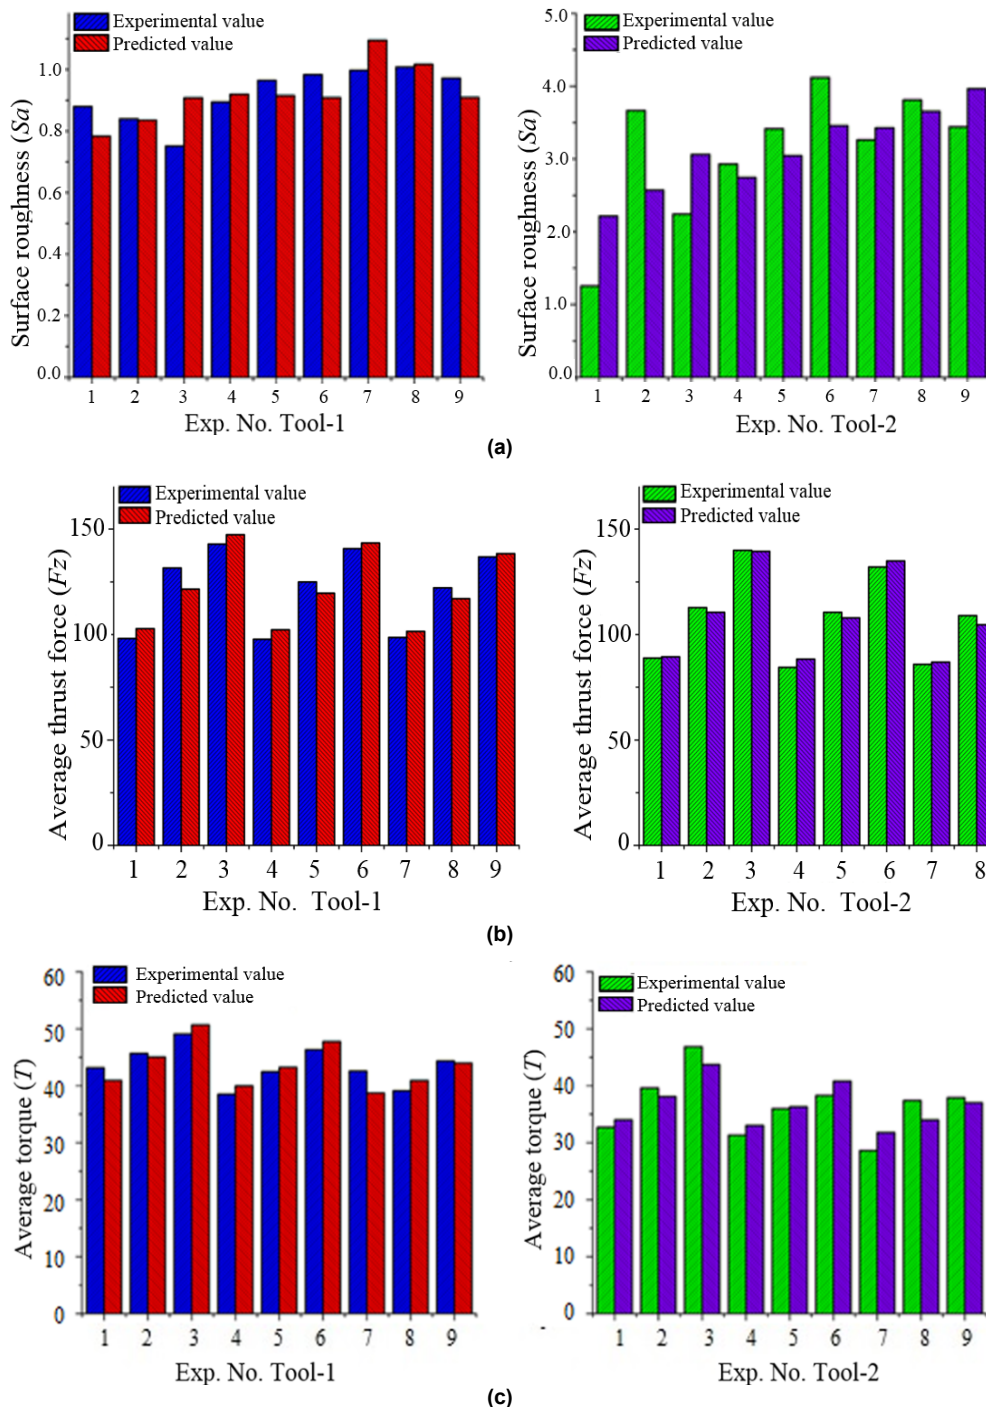 Experimental value
Predicted value
1.0
0.8
0.6
0.4
0.2
0.0
Surface roughness (Sa)
1 2 3 4 5 6 7 8 9
Exp. No. Tool-1
Experimental value
Predicted value
5.0
4.0
3.0
2.0
1.0
0.0
Surface roughness (Sa)
1 2 3 4 5 6 7 8 9
Exp. No. Tool-2
(a)
Experimental value
Predicted value
150
100
50
0
Average thrust force (Fz)
1 2 3 4 5 6 7 8 9
Exp. No. Tool-1
Experimental value
Predicted value
150
100
50
0
Average thrust force (Fz)
1 2 3 4 5 6 7 8
Exp. No. Tool-2
(b)
Experimental value
Predicted value
60
50
40
30
20
10
0
Average torque (T)
1 2 3 4 5 6 7 8 9
Exp. No. Tool-1
Experimental value
Predicted value
60
50
40
30
20
10
0
Average torque (T)
1 2 3 4 5 6 7 8 9
Exp. No. Tool-2
(c)